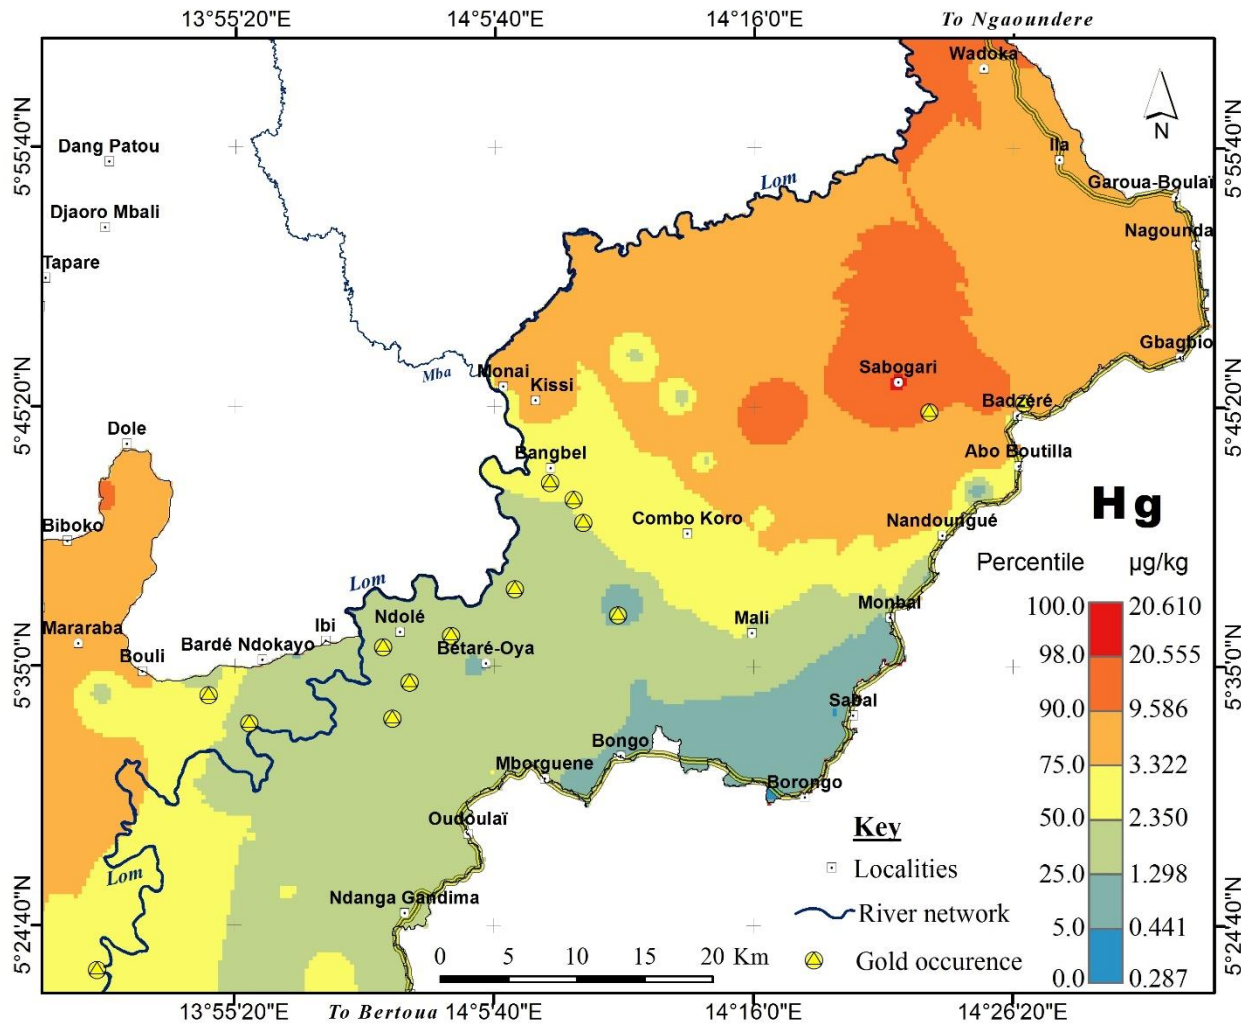 13°55'20"E 14°5'40"E 14°16'0"E To Ngaoundere
Wadoka
N
5°55'40"N
Dang Patou
Ila
5°55'40"N
Lom
Garoua-Boulaï
Djaoro Mbali
Nagounda
Tapare
Gbagbio
Mba
Monai
Kissi
Sabogari
5°45'20"N
Badzéré
5°45'20"N
Dole
Bangbel
Abo Boutilla
Biboko
Combo Koro
Nandoungué
Hg
Percentile µg/kg
Lom
100.0 20.610
Mararaba
Bardé Ndokayo
Ibi
Ndolé
Mali
Monbal
Bouli
Bétaré-Oya
98.0 20.555
5°35'0"N
5°35'0"N
Sabal
90.0 9.586
Bongo
Mborguene
Borongo
75.0 3.322
Oudoulaï
50.0 2.350
Key
Localities
25.0 1.298
Lom
Ndanga Gandima
River network
5.0 0.441
5°24'40"N
5°24'40"N
0 5 10 15 20 Km
Gold occurence
0.0 0.287
13°55'20"E To Bertoua 14°5'40"E 14°16'0"E 14°26'20"E